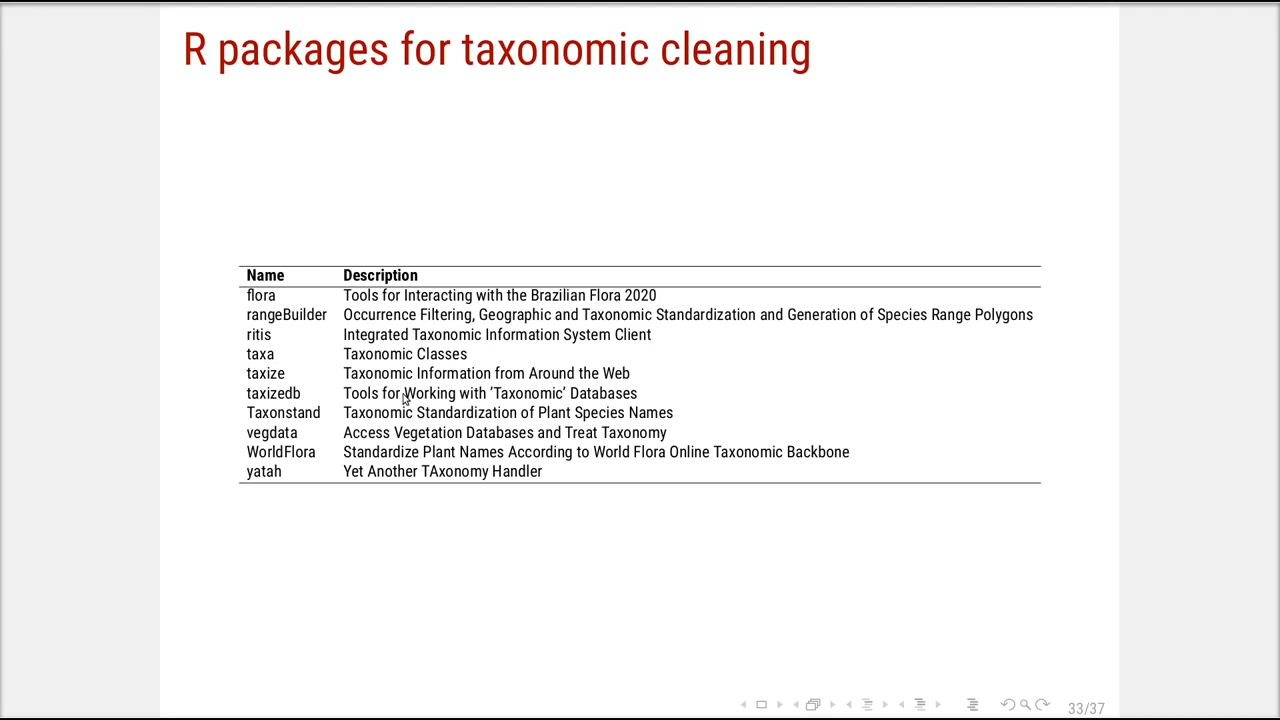 R packages for taxonomic cleaning
Name Description
flora Tools for Interacting with the Brazilian Flora 2020
rangeBuilder Occurrence Filtering, Geographic and Taxonomic Standardization and Generation of Species Range Polygons
ritis Integrated Taxonomic Information System Client
taxa Taxonomic Classes
taxize Taxonomic Information from Around the Web
taxizedb Tools for Working with ’Taxonomic’ Databases
Taxonstand Taxonomic Standardization of Plant Species Names
vegdata Access Vegetation Databases and Treat Taxonomy
WorldFlora Standardize Plant Names According to World Flora Online Taxonomic Backbone
yatah Yet Another TAxonomy Handler
33/37